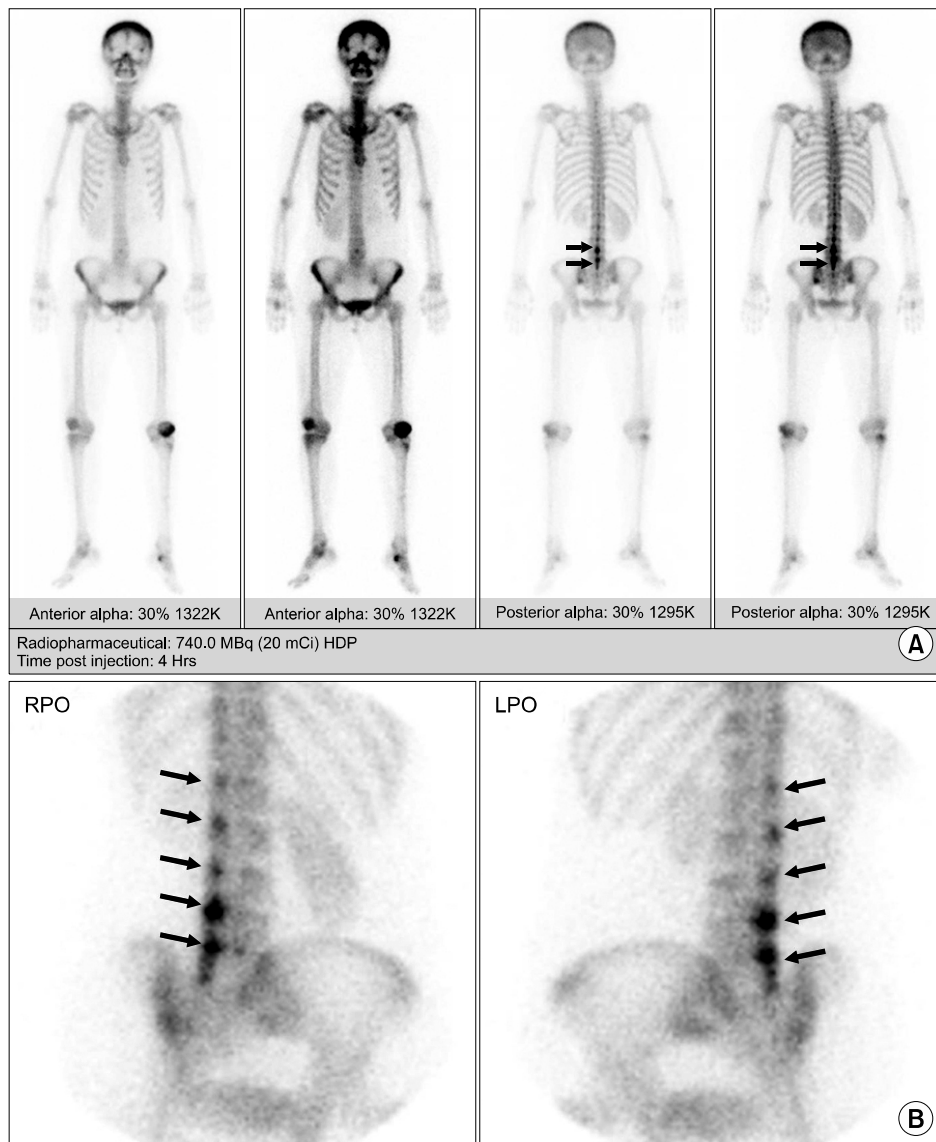 Anterior alpha: 30% 1322K
Anterior alpha: 30% 1322K
Posterior alpha: 30% 1295K
Posterior alpha: 30% 1295K
Radiopharmaceutical: 740.0 MBq (20 mCi) HDP
Time post injection: 4 Hrs
A
RPO
LPO
B